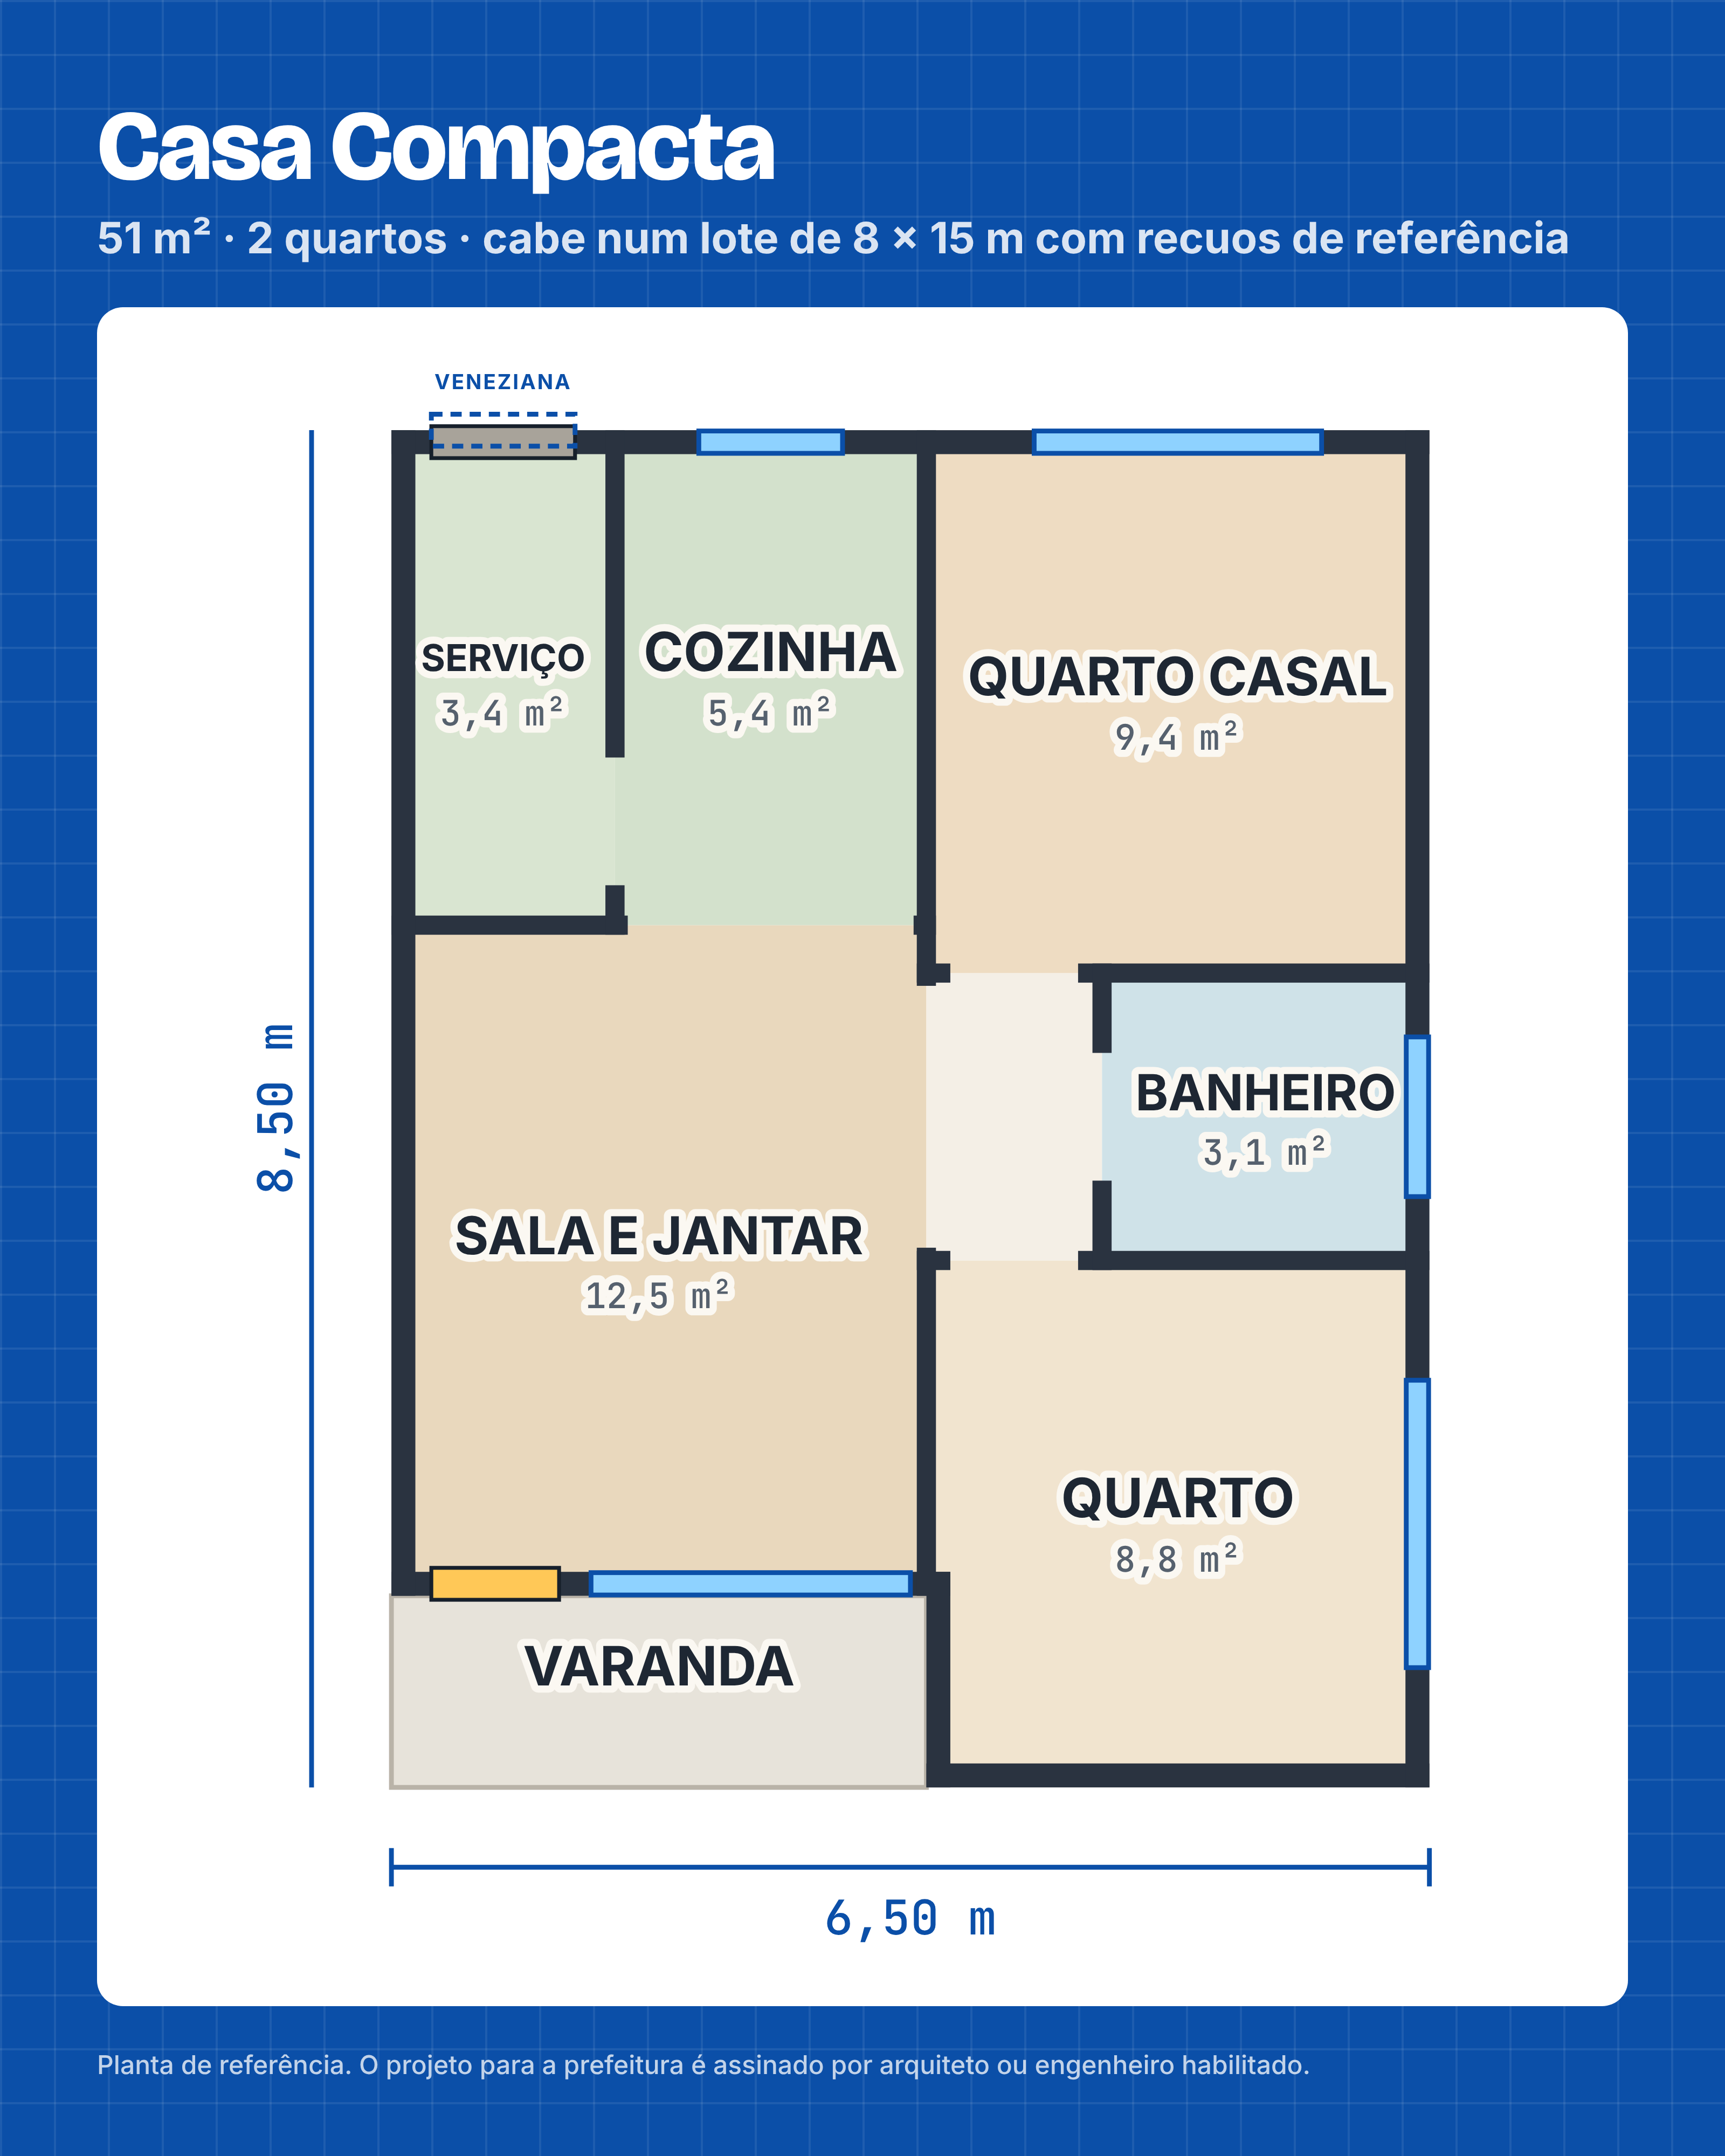 Casa Compacta
51 m² · 2 quartos · cabe num lote de 8 × 15 m com recuos de referência
VENEZIANA
SERVIÇO
3,4 m²
COZINHA
5,4 m²
QUARTO CASAL
9,4 m²
8,50 m
BANHEIRO
3,1 m²
SALA E JANTAR
12,5 m²
QUARTO
8,8 m²
VARANDA
6,50 m
Planta de referência. O projeto para a prefeitura é assinado por arquiteto ou engenheiro habilitado.